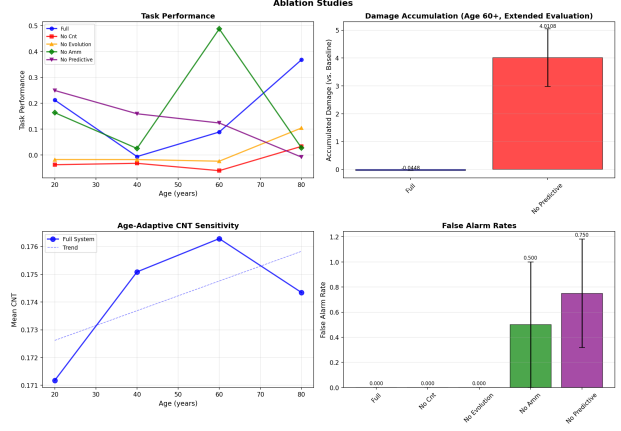 Ablation Studies
Task Performance
Full
No Cnt
No Evolution
No Amm
No Predictive
Task Performance
0.5
0.4
0.3
0.2
0.1
0.0
20 30 40 50 60 70 80
Age (years)
Damage Accumulation (Age 60+, Extended Evaluation)
Accumulated Damage (vs. Baseline)
5
4
3
2
1
0
-0.0448
4.0108
Full
No Predictive
Age-Adaptive CNT Sensitivity
Full System
Trend
Mean CNT
0.176
0.175
0.174
0.173
0.172
0.171
20 30 40 50 60 70 80
Age (years)
False Alarm Rates
False Alarm Rate
1.2
1.0
0.8
0.6
0.4
0.2
0.0
0.000
0.000
0.000
0.500
0.750
Full
No Cnt
No Evolution
No Amm
No Predictive